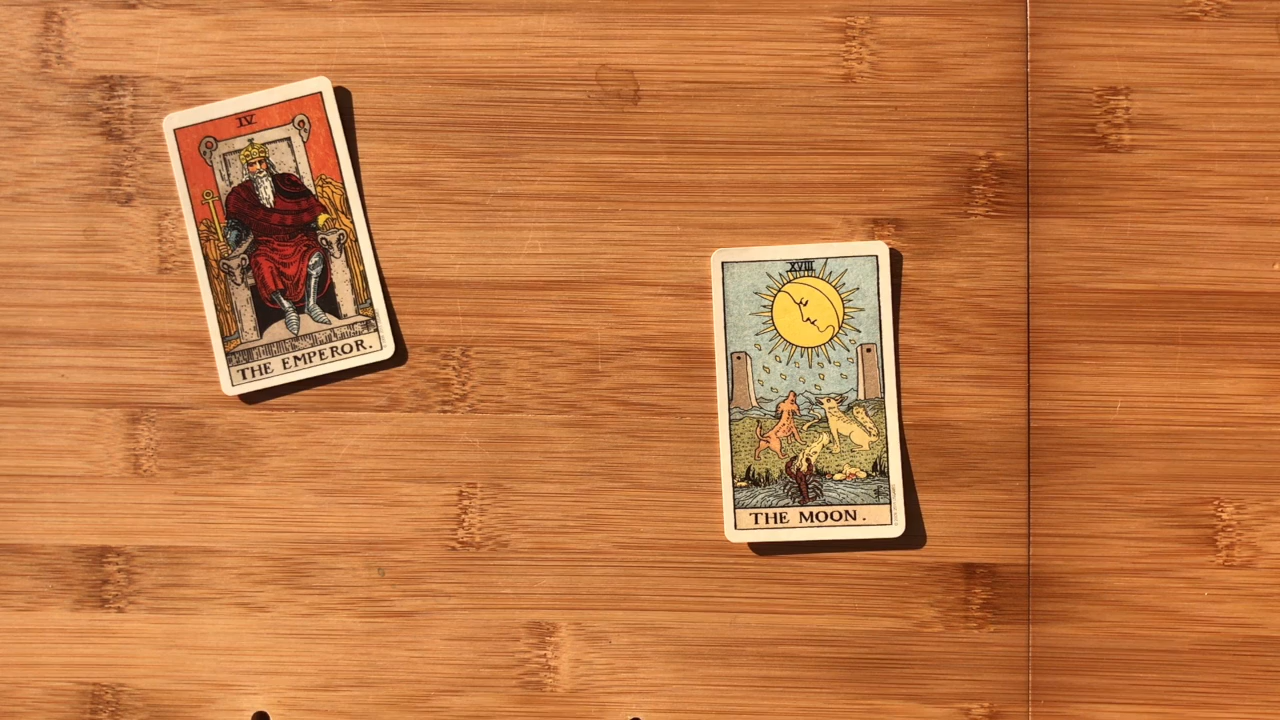 IV
THE EMPEROR.
XVIII
THE MOON.